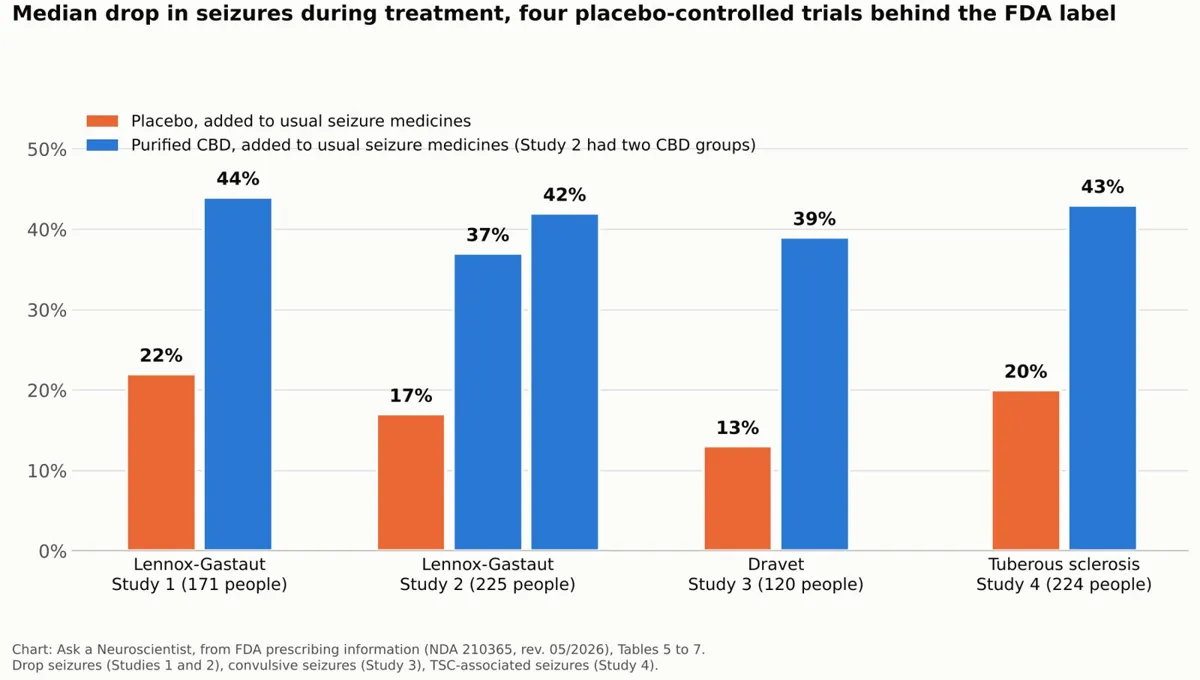 Median drop in seizures during treatment, four placebo-controlled trials behind the FDA label
Placebo, added to usual seizure medicines
Purified CBD, added to usual seizure medicines (Study 2 had two CBD groups)
50%
40%
30%
20%
10%
0%
22%
44%
17%
37%
42%
13%
39%
20%
43%
Lennox-Gastaut
Study 1 (171 people)
Lennox-Gastaut
Study 2 (225 people)
Dravet
Study 3 (120 people)
Tuberous sclerosis
Study 4 (224 people)
Chart: Ask a Neuroscientist, from FDA prescribing information (NDA 210365, rev. 05/2026), Tables 5 to 7.
Drop seizures (Studies 1 and 2), convulsive seizures (Study 3), TSC-associated seizures (Study 4).